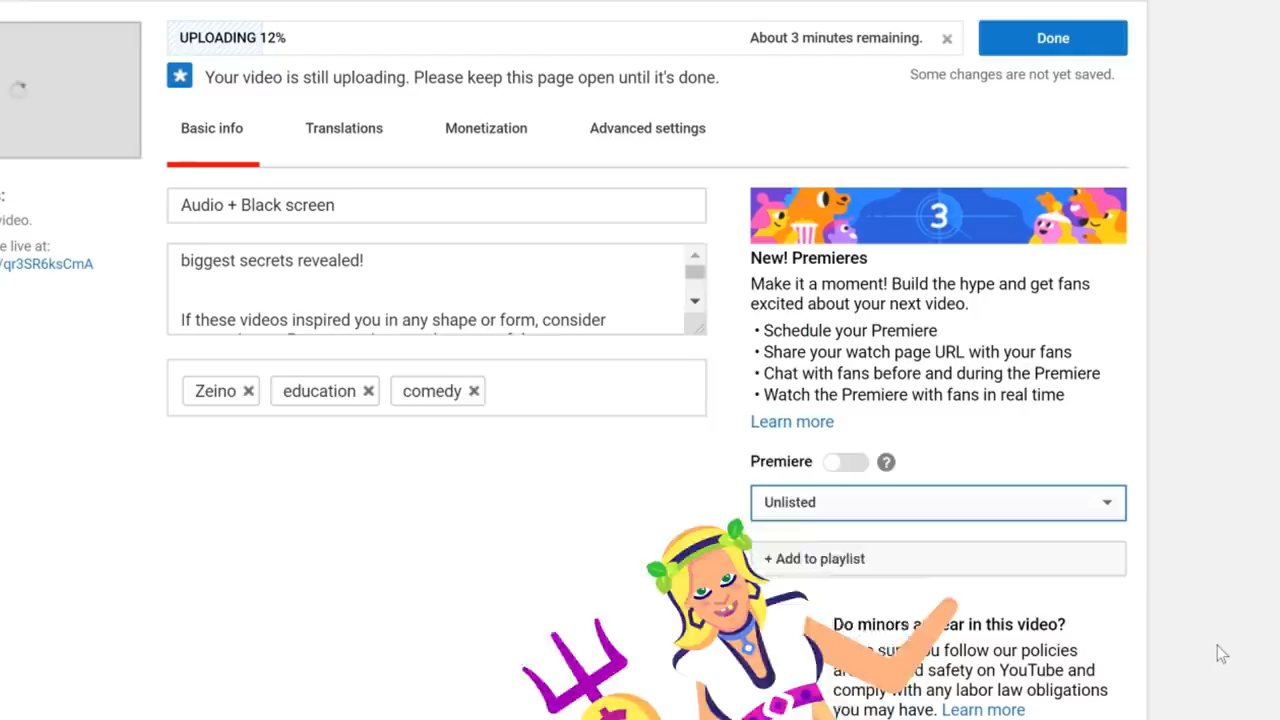 UPLOADING 12%
About 3 minutes remaining.
Done
Your video is still uploading. Please keep this page open until it's done.
Some changes are not yet saved.
Basic info
Translations
Monetization
Advanced settings
video.
e live at:
/qr3SR6ksCmA
Audio + Black screen
biggest secrets revealed!
If these videos inspired you in any shape or form, consider
Zeino
education
comedy
3
New! Premieres
Make it a moment! Build the hype and get fans
excited about your next video.
• Schedule your Premiere
• Share your watch page URL with your fans
• Chat with fans before and during the Premiere
• Watch the Premiere with fans in real time
Learn more
Premiere
?
Unlisted
+ Add to playlist
Do minors in this video?
you follow our policies
safety on YouTube and
comply with any labor law obligations
you may have. Learn more